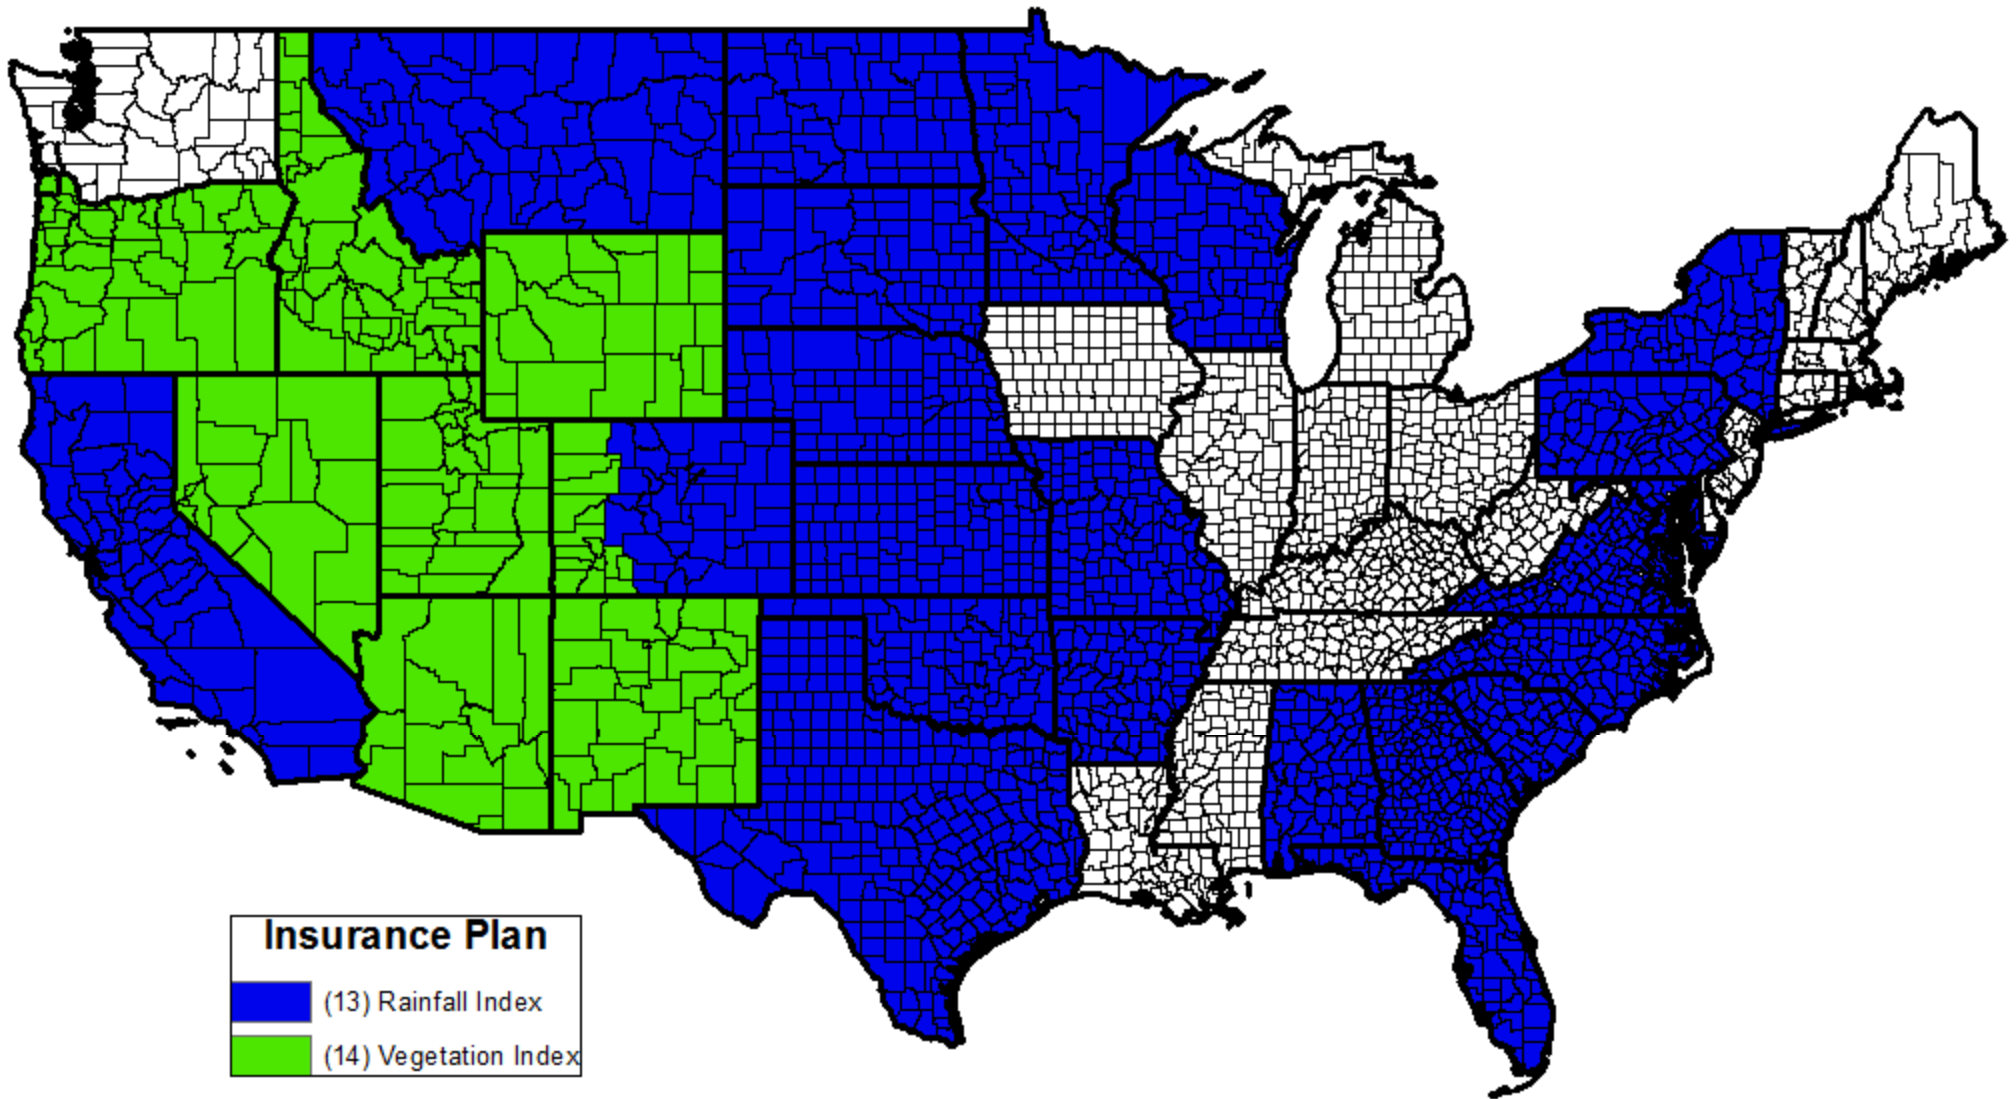 Insurance Plan
(13) Rainfall Index
(14) Vegetation Index